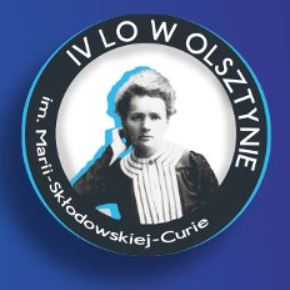 IV LO W OLSZTYNIE
im. Marii-Skłodowskiej-Curie